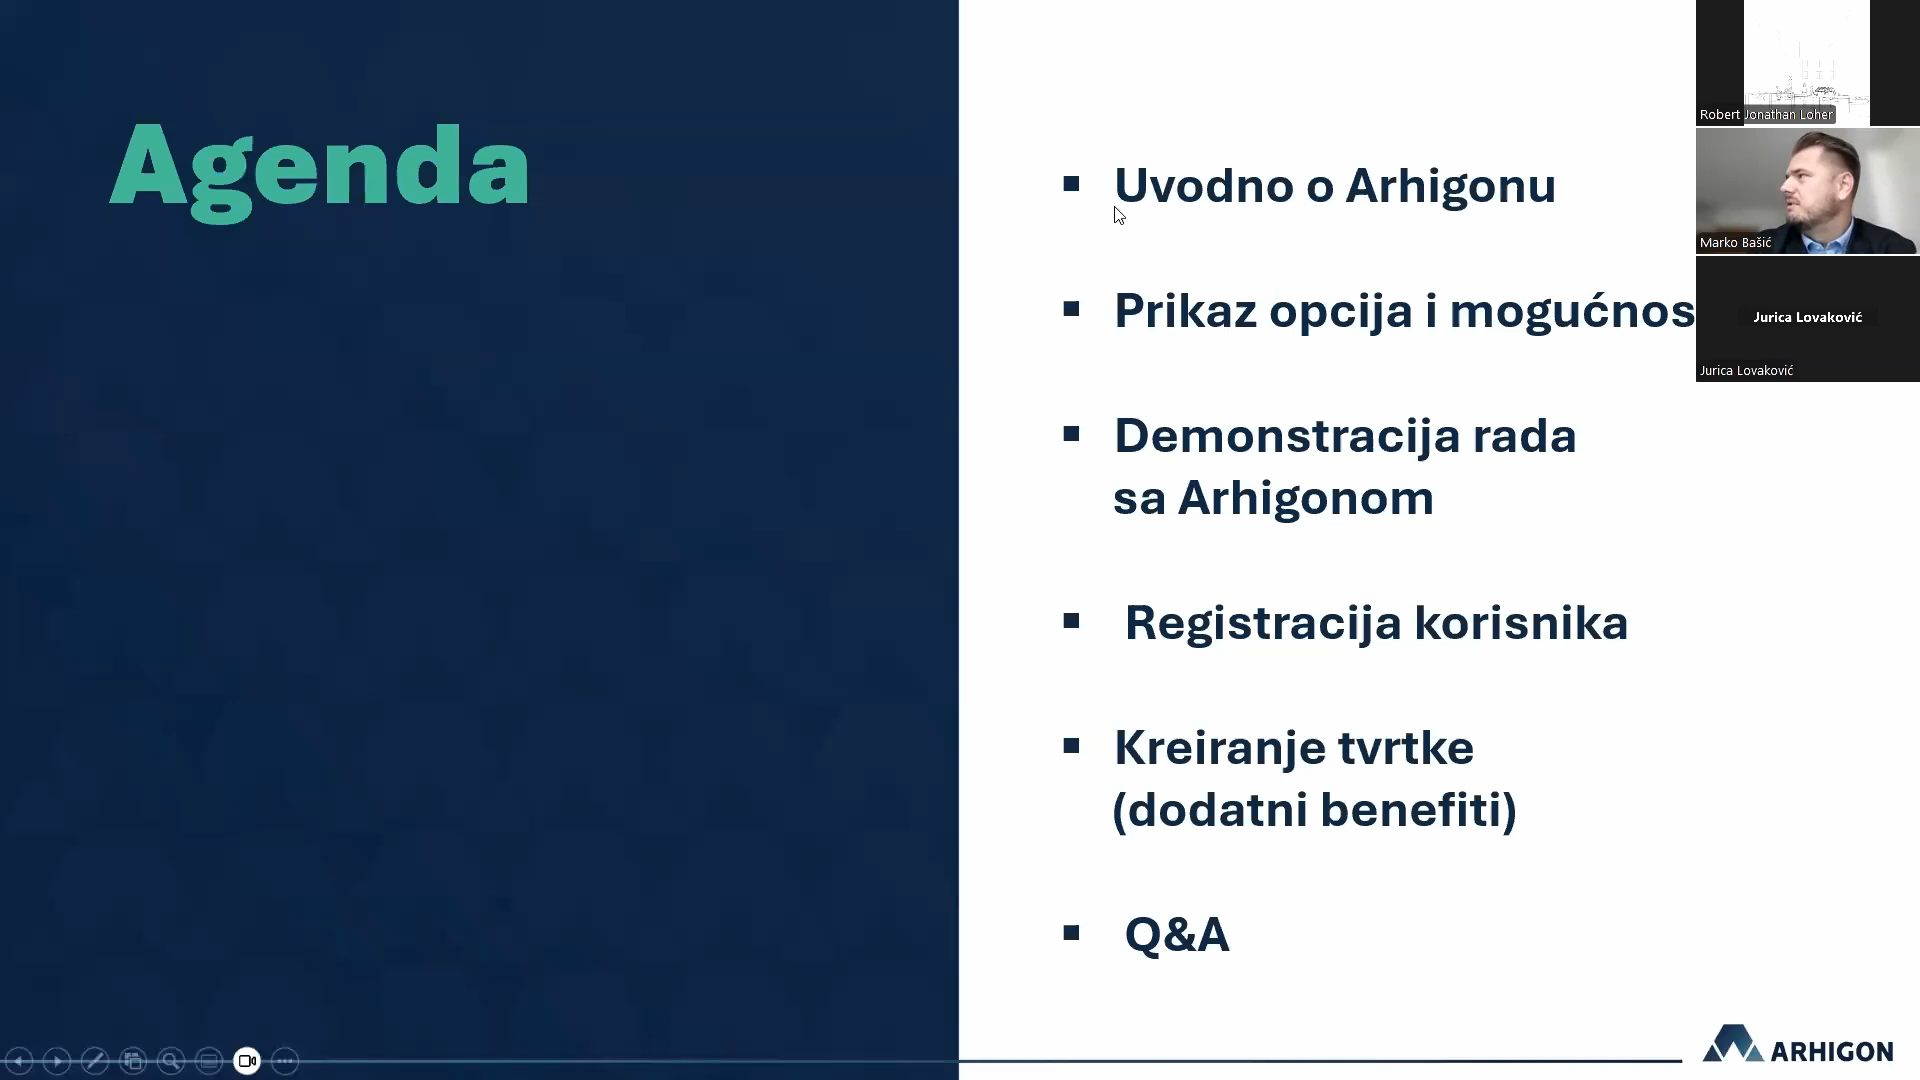 Agenda
Uvodno o Arhigonu
Prikaz opcija i mogućnos
Demonstracija rada
sa Arhigonom
Registracija korisnika
Kreiranje tvrtke
(dodatni benefiti)
Q&A
Robert Jonathan Loher
Marko Bašić
Jurica Lovaković
Jurica Lovaković
ARHIGON